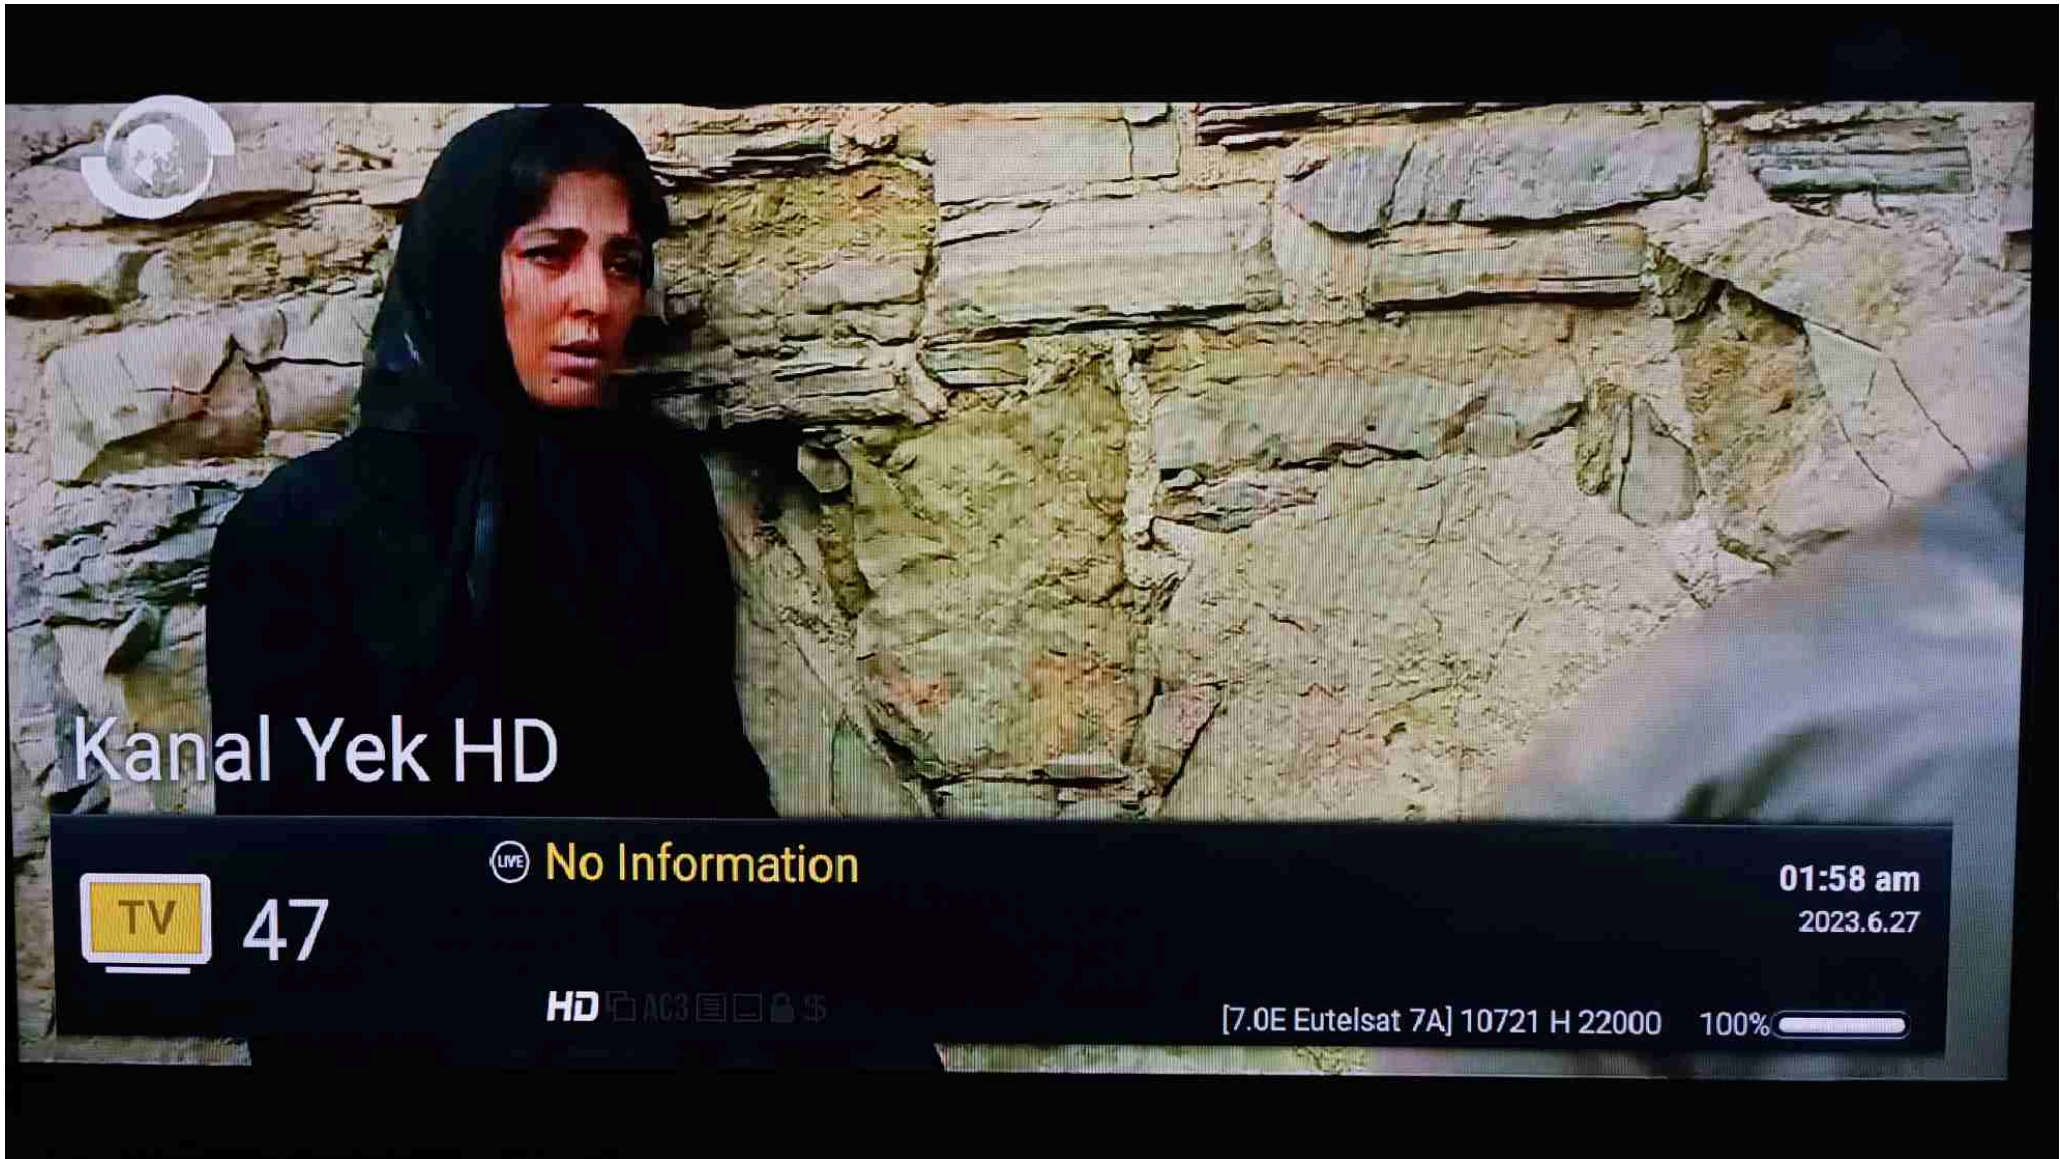 Kanal Yek HD
LIVE No Information
TV 47
01:58 am
2023.6.27
HD AC3 $
[7.0E Eutelsat 7A] 10721 H 22000 100%